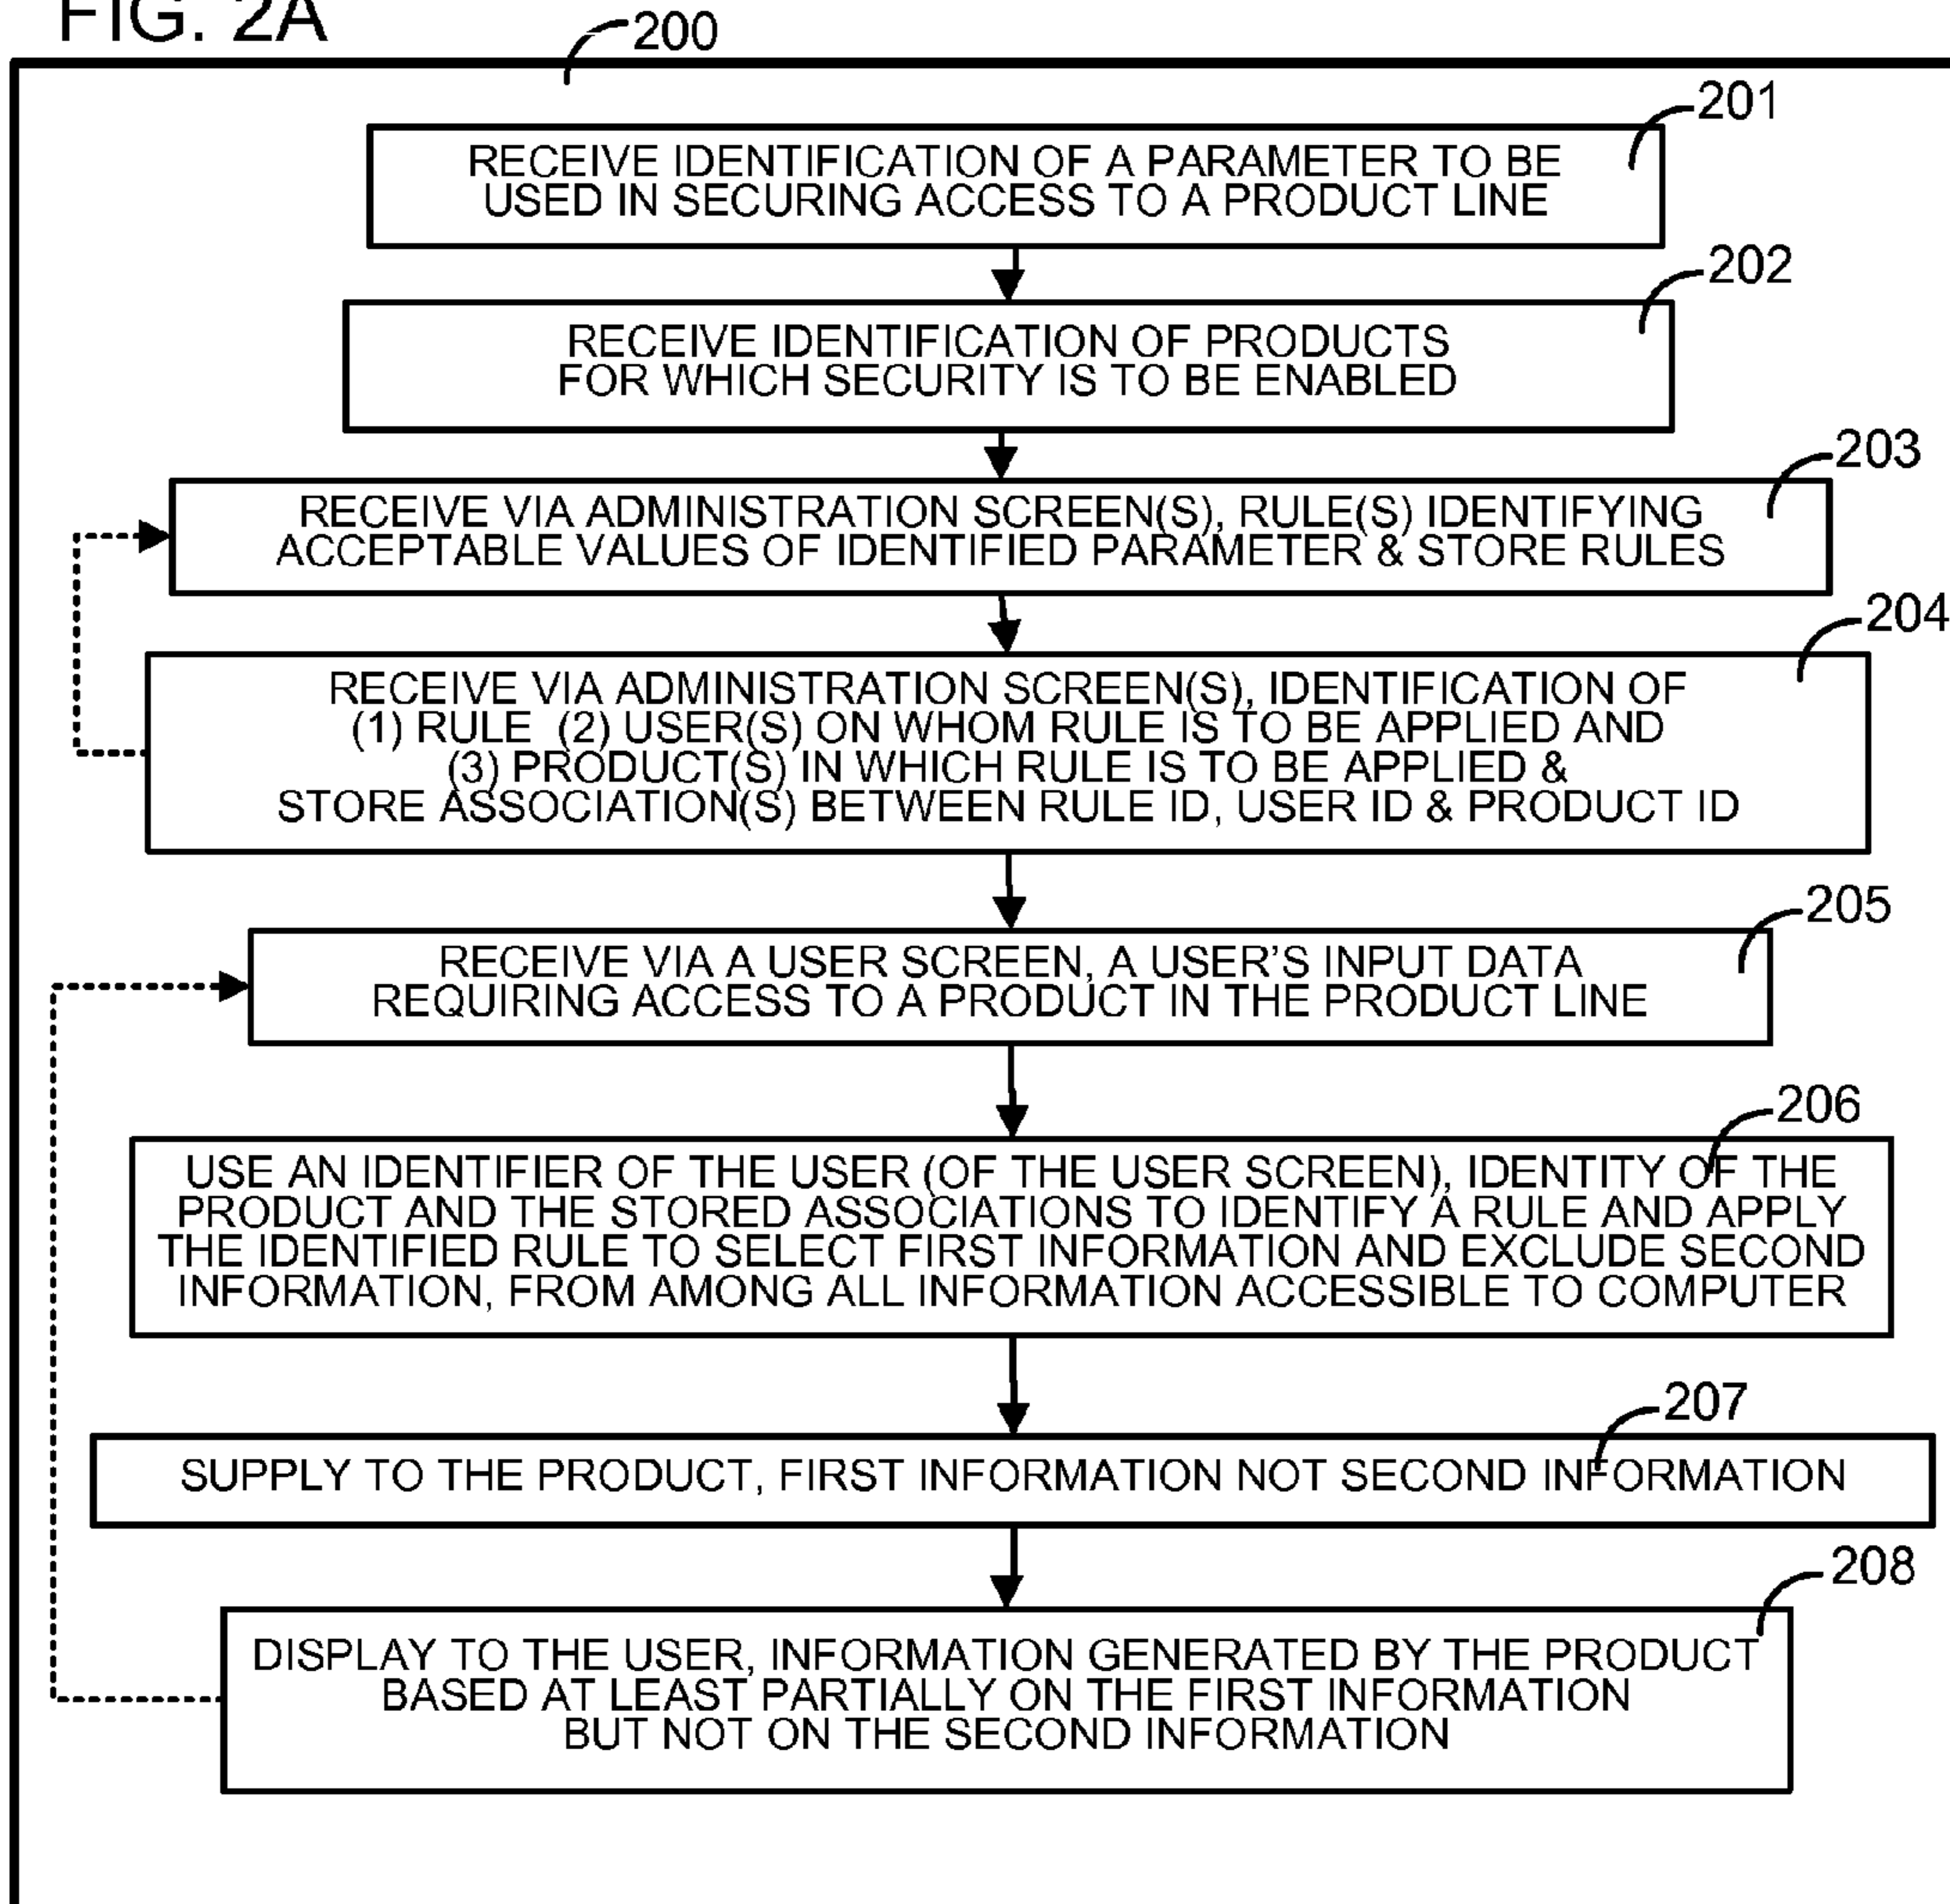 FIG. 2A
200
201
RECEIVE IDENTIFICATION OF A PARAMETER TO BE
USED IN SECURING ACCESS TO A PRODUCT LINE
202
RECEIVE IDENTIFICATION OF PRODUCTS
FOR WHICH SECURITY IS TO BE ENABLED
203
RECEIVE VIA ADMINISTRATION SCREEN(S), RULE(S) IDENTIFYING
ACCEPTABLE VALUES OF IDENTIFIED PARAMETER & STORE RULES
204
RECEIVE VIA ADMINISTRATION SCREEN(S), IDENTIFICATION OF
(1) RULE (2) USER(S) ON WHOM RULE IS TO BE APPLIED AND
(3) PRODUCT(S) IN WHICH RULE IS TO BE APPLIED &
STORE ASSOCIATION(S) BETWEEN RULE ID, USER ID & PRODUCT ID
205
RECEIVE VIA A USER SCREEN, A USER'S INPUT DATA
REQUIRING ACCESS TO A PRODUCT IN THE PRODUCT LINE
206
USE AN IDENTIFIER OF THE USER (OF THE USER SCREEN), IDENTITY OF THE
PRODUCT AND THE STORED ASSOCIATIONS TO IDENTIFY A RULE AND APPLY
THE IDENTIFIED RULE TO SELECT FIRST INFORMATION AND EXCLUDE SECOND
INFORMATION, FROM AMONG ALL INFORMATION ACCESSIBLE TO COMPUTER
207
SUPPLY TO THE PRODUCT, FIRST INFORMATION NOT SECOND INFORMATION
208
DISPLAY TO THE USER, INFORMATION GENERATED BY THE PRODUCT
BASED AT LEAST PARTIALLY ON THE FIRST INFORMATION
BUT NOT ON THE SECOND INFORMATION